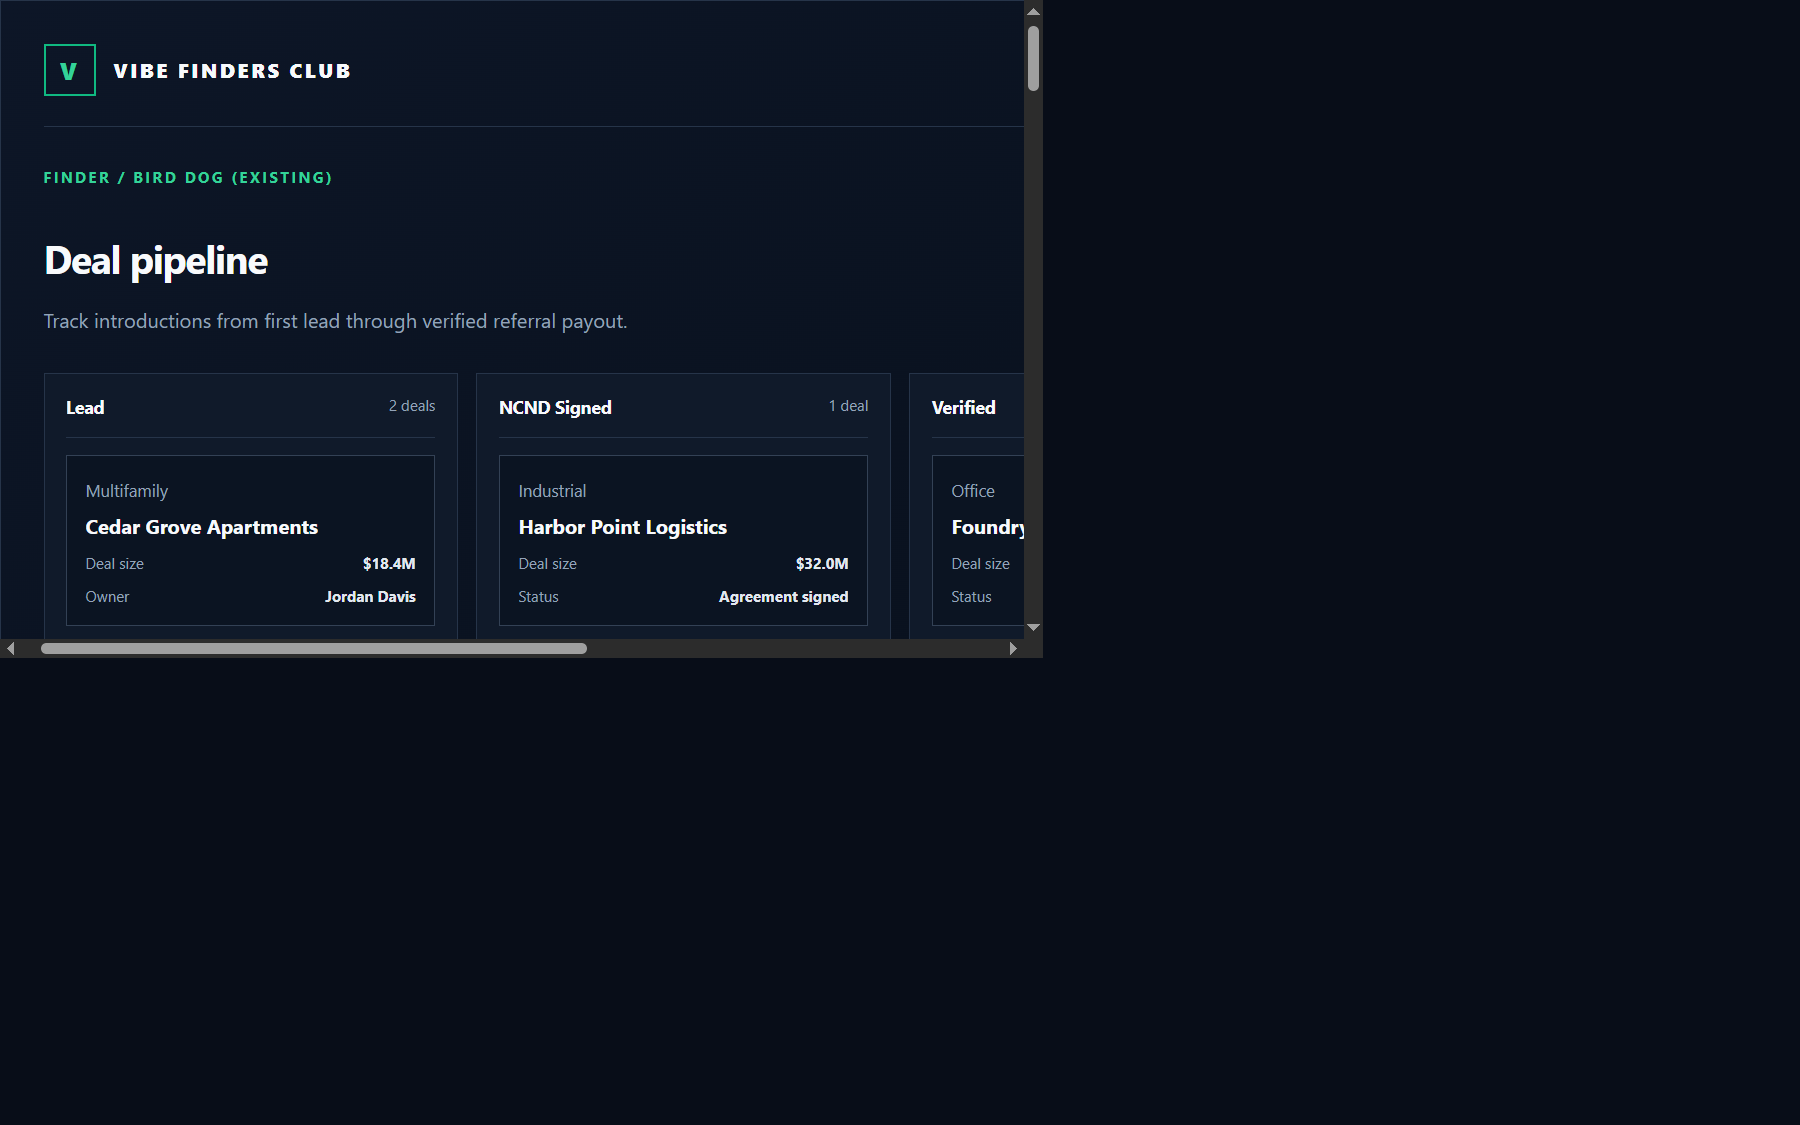 V VIBE FINDERS CLUB
FINDER / BIRD DOG (EXISTING)
Deal pipeline
Track introductions from first lead through verified referral payout.
Lead 2 deals
Multifamily
Cedar Grove Apartments
Deal size $18.4M
Owner Jordan Davis
NCND Signed 1 deal
Industrial
Harbor Point Logistics
Deal size $32.0M
Status Agreement signed
Verified
Office
Foundry
Deal size
Status